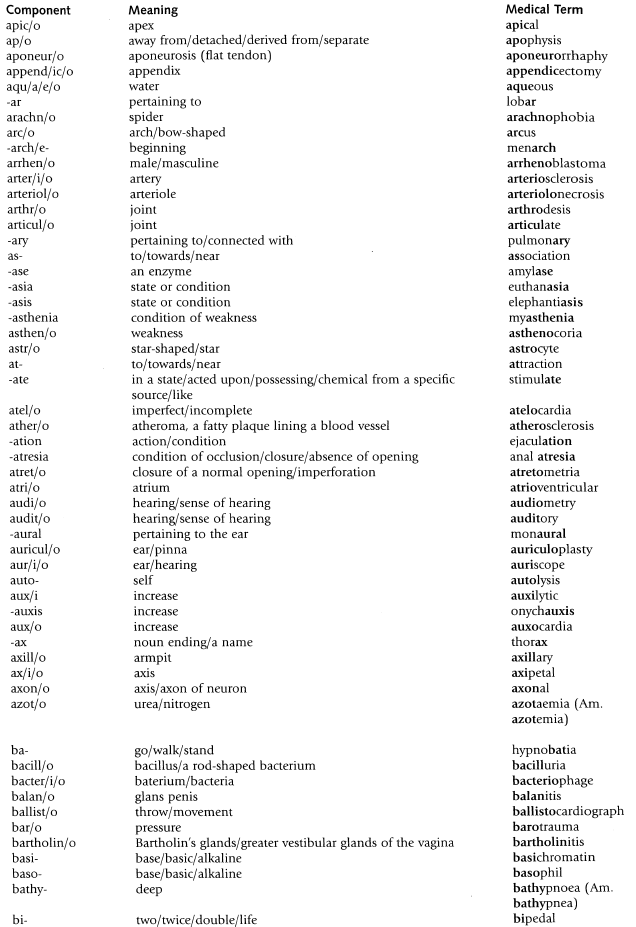 Component Meaning Medical Term
apic/o apex apical
ap/o away from/detached/derived from/separate apophysis
aponeur/o aponeurosis (flat tendon) aponeurorrhaphy
append/ic/o appendix appendicectomy
aqu/a/e/o water aqueous
-ar pertaining to lobar
arachn/o spider arachnophobia
arc/o arch/bow-shaped arcus
-arch/e- beginning menarch
arrhen/o male/masculine arrhenoblastoma
arter/i/o artery arteriosclerosis
arteriol/o arteriole arteriolonecrosis
arthr/o joint arthrodesis
articul/o joint articulate
-ary pertaining to/connected with pulmonary
as- to/towards/near association
-ase an enzyme amylase
-asia state or condition euthanasia
-asis state or condition elephantiasis
-asthenia condition of weakness myasthenia
asthen/o weakness asthenocoria
astr/o star-shaped/star astrocyte
at- to/towards/near attraction
-ate in a state/acted upon/possessing/chemical from a specific stimulate
source/like
atel/o imperfect/incomplete atelocardia
ather/o atheroma, a fatty plaque lining a blood vessel atherosclerosis
-ation action/condition ejaculation
-atresia condition of occlusion/closure/absence of opening anal atresia
atret/o closure of a normal opening/imperforation atretometria
atri/o atrium atrioventricular
audi/o hearing/sense of hearing audiometry
audit/o hearing/sense of hearing auditory
-aural pertaining to the ear monaural
auricul/o ear/pinna auriculoplasty
aur/i/o ear/hearing auriscope
auto- self autolysis
aux/i increase auxilytic
-auxis increase onychauxis
aux/o increase auxocardia
-ax noun ending/a name thorax
axill/o armpit axillary
ax/i/o axis axipetal
axon/o axis/axon of neuron axonal
azot/o urea/nitrogen azotaemia (Am.
azotemia)
ba- go/walk/stand hypnobatia
bacill/o bacillus/a rod-shaped bacterium bacilluria
bacter/i/o baterium/bacteria bacteriophage
balan/o glans penis balanitis
ballist/o throw/movement ballistocardiograph
bar/o pressure barotrauma
bartholin/o Bartholin's glands/greater vestibular glands of the vagina bartholinitis
basi- base/basic/alkaline basichromatin
baso- base/basic/alkaline basophil
bathy- deep bathypnoea (Am.
bathypnea)
bi- two/twice/double/life bipedal